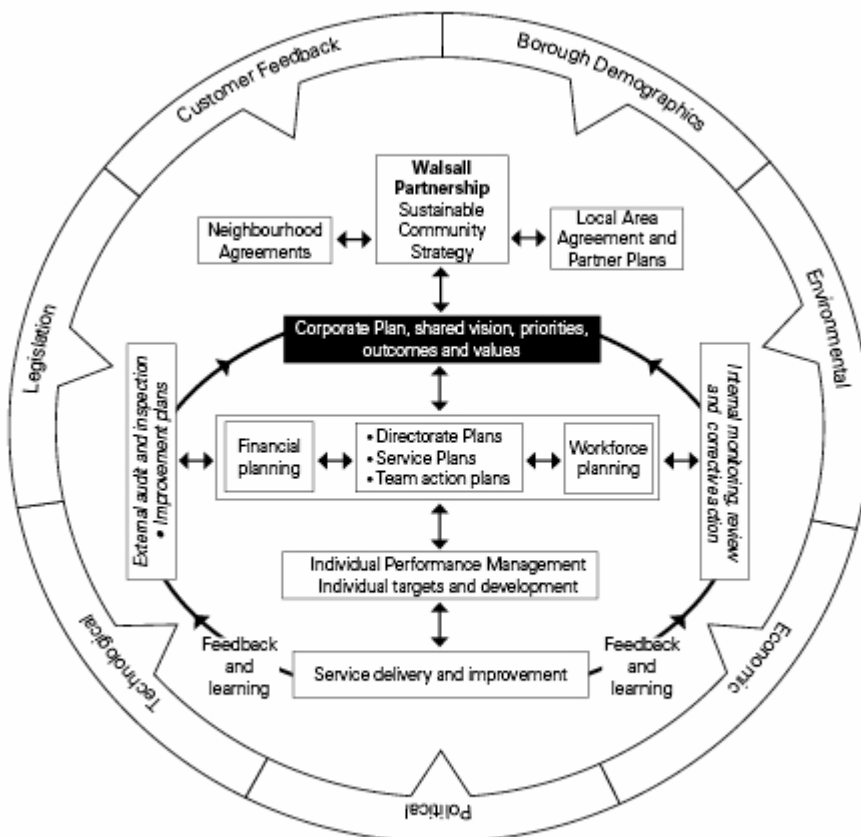 Customer Feedback
Borough Demographics
Walsall
Partnership
Sustainable
Community
Strategy
Neighbourhood
Agreements
Local Area
Agreement and
Partner Plans
Legislation
Environmental
Corporate Plan, shared vision, priorities,
outcomes and values
External audit and inspection
• Improvement plans
Financial
planning
• Directorate Plans
• Service Plans
• Team action plans
Workforce
planning
Internal monitoring, review
and corrective action
Individual Performance Management
Individual targets and development
Technological
Feedback
and
learning
Service delivery and improvement
Feedback
and
learning
Economic
Political